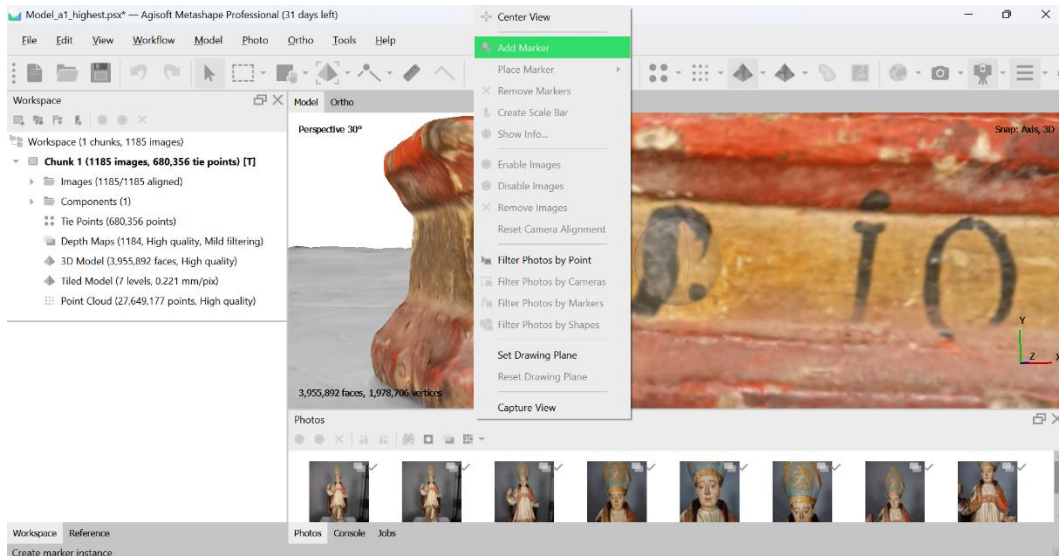 Model_a1_highest.psx* — Agisoft Metashape Professional (31 days left)
File Edit View Workflow Model Photo Ortho Tools Help
Workspace
Workspace (1 chunks, 1185 images)
Chunk 1 (1185 images, 680,356 tie points) [T]
Images (1185/1185 aligned)
Components (1)
Tie Points (680,356 points)
Depth Maps (1184, High quality, Mild filtering)
3D Model (3,955,892 faces, High quality)
Tiled Model (7 levels, 0.221 mm/pix)
Point Cloud (27,649,177 points, High quality)
Workspace Reference
Create marker instance
Model Ortho
Perspective 30°
Snap: Axis, 3D
io
Y
Z X
3,955,892 faces, 1,978,706 vertices
Center View
Add Marker
Place Marker
Remove Markers
Create Scale Bar
Show Info...
Enable Images
Disable Images
Remove Images
Reset Camera Alignment
Filter Photos by Point
Filter Photos by Cameras
Filter Photos by Markers
Filter Photos by Shapes
Set Drawing Plane
Reset Drawing Plane
Capture View
Photos
Photos Console Jobs